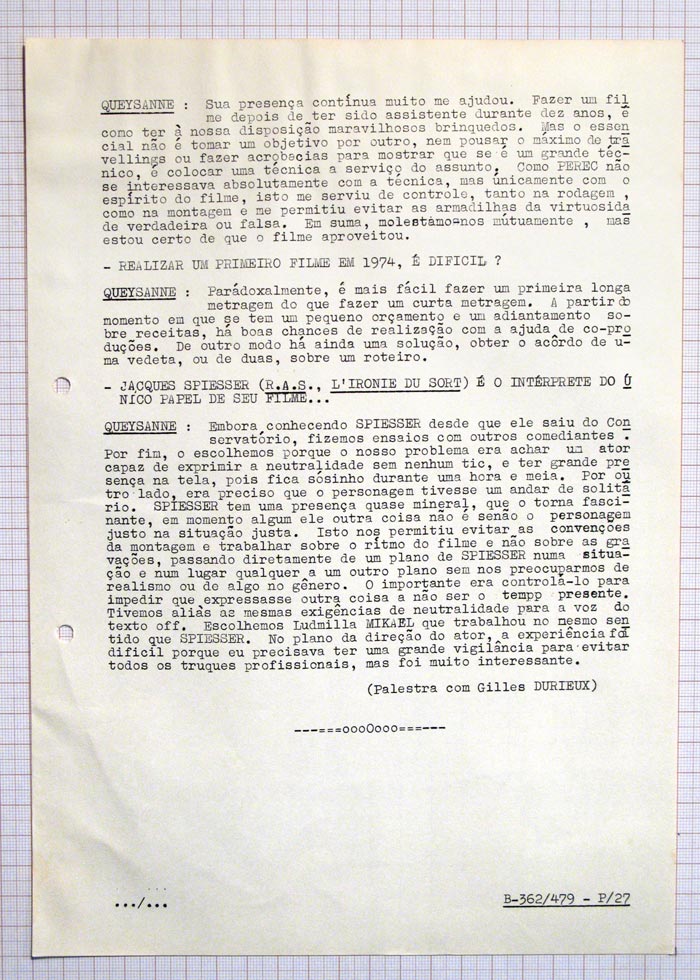 QUEYSANNE : Sua presença contínua muito me ajudou. Fazer um fil
me depois de ter sido assistente durante dez anos, é
como ter à nossa disposição maravilhosos brinquedos. Mas o essen
cial não é tomar um objetivo por outro, nem pousar o máximo de tra
vellings ou fazer acrobacias para mostrar que se é um grande téc-
nico, é colocar uma técnica a serviço do assunto. Como PEREC não
se interessava absolutamente com a técnica, mas únicamente com o
espírito do filme, isto me serviu de controle, tanto na rodagem ,
como na montagem e me permitiu evitar as armadilhas da virtuosida
de verdadeira ou falsa. Em suma, molestámo-nos mútuamente , mas
estou certo de que o filme aproveitou.
- REALIZAR UM PRIMEIRO FILME EM 1974, É DIFICIL ?
QUEYSANNE : Parádoxalmente, é mais fácil fazer um primeira longa
metragem do que fazer um curta metragem. A partir do
momento em que se tem um pequeno orçamento e um adiantamento so-
bre receitas, há boas chances de realização com a ajuda de co-pro
duções. De outro modo há ainda uma solução, obter o acôrdo de u-
ma vedeta, ou de duas, sobre um roteiro.
- JACQUES SPIESSER (R.A.S., L'IRONIE DU SORT) É O INTÉRPRETE DO Ú
NICO PAPEL DE SEU FILME...
QUEYSANNE : Embora conhecendo SPIESSER desde que ele saiu do Con
servatório, fizemos ensaios com outros comediantes .
Por fim, o escolhemos porque o nosso problema era achar um ator
capaz de exprimir a neutralidade sem nenhum tic, e ter grande pre
sença na tela, pois fica sòsinho durante uma hora e meia. Por ou
tro lado, era preciso que o personagem tivesse um andar de solitá
rio. SPIESSER tem uma presença quase mineral, que o torna fasci-
nante, em momento algum ele outra coisa não é senão o personagem
justo na situação justa. Isto nos permitiu evitar as convenções
da montagem e trabalhar sobre o ritmo do filme e não sobre as gra
vações, passando diretamente de um plano de SPIESSER numa situa-
ção e num lugar qualquer a um outro plano sem nos preocuparmos de
realismo ou de algo no gênero. O importante era controlá-lo para
impedir que expressasse outra coisa a não ser o tempp presente.
Tivemos aliás as mesmas exigências de neutralidade para a voz do
texto off. Escolhemos Ludmilla MIKAEL que trabalhou no mesmo sen
tido que SPIESSER. No plano da direção do ator, a experiência foi
dificil porque eu precisava ter uma grande vigilância para evitar
todos os truques profissionais, mas foi muito interessante.
(Palestra com Gilles DURIEUX)
---===oooOooo===---
.../...
B-362/479 - P/27